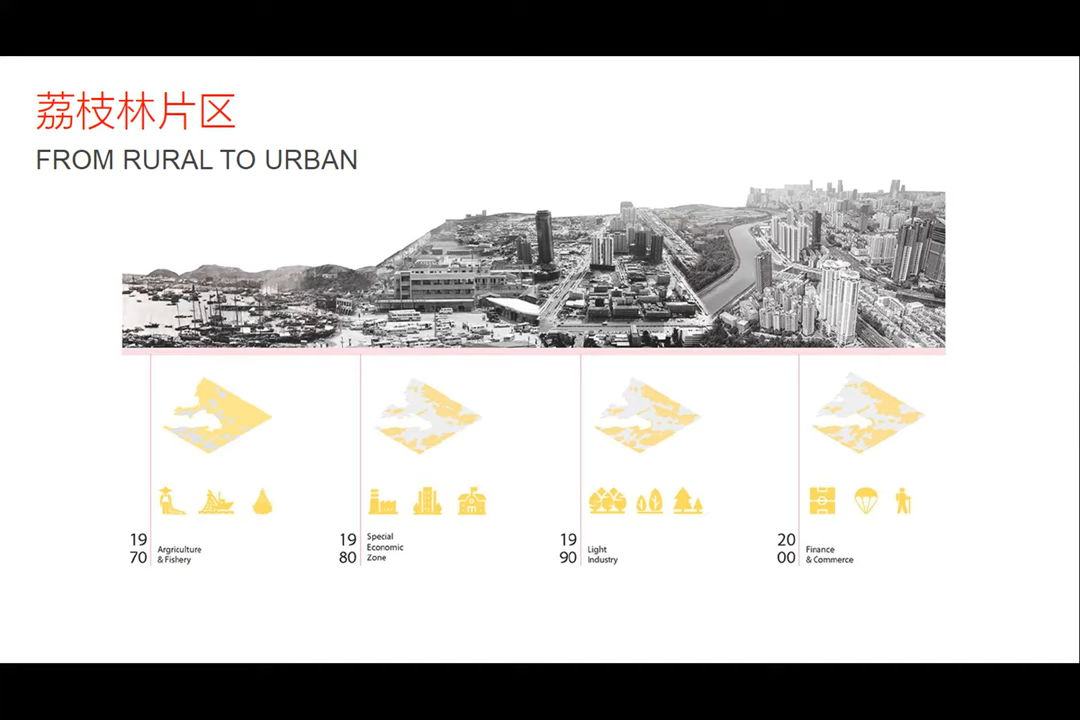 荔枝林片区
FROM RURAL TO URBAN
19
70
Argriculture
& Fishery
19
80
Special
Economic
Zone
19
90
Light
Industry
20
00
Finance
& Commerce